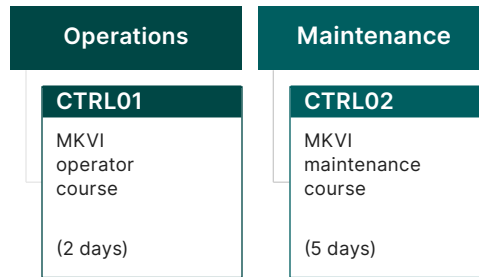 Operations
CTRL01
MKVI
operator
course
(2 days)
Maintenance
CTRL02
MKVI
maintenance
course
(5 days)